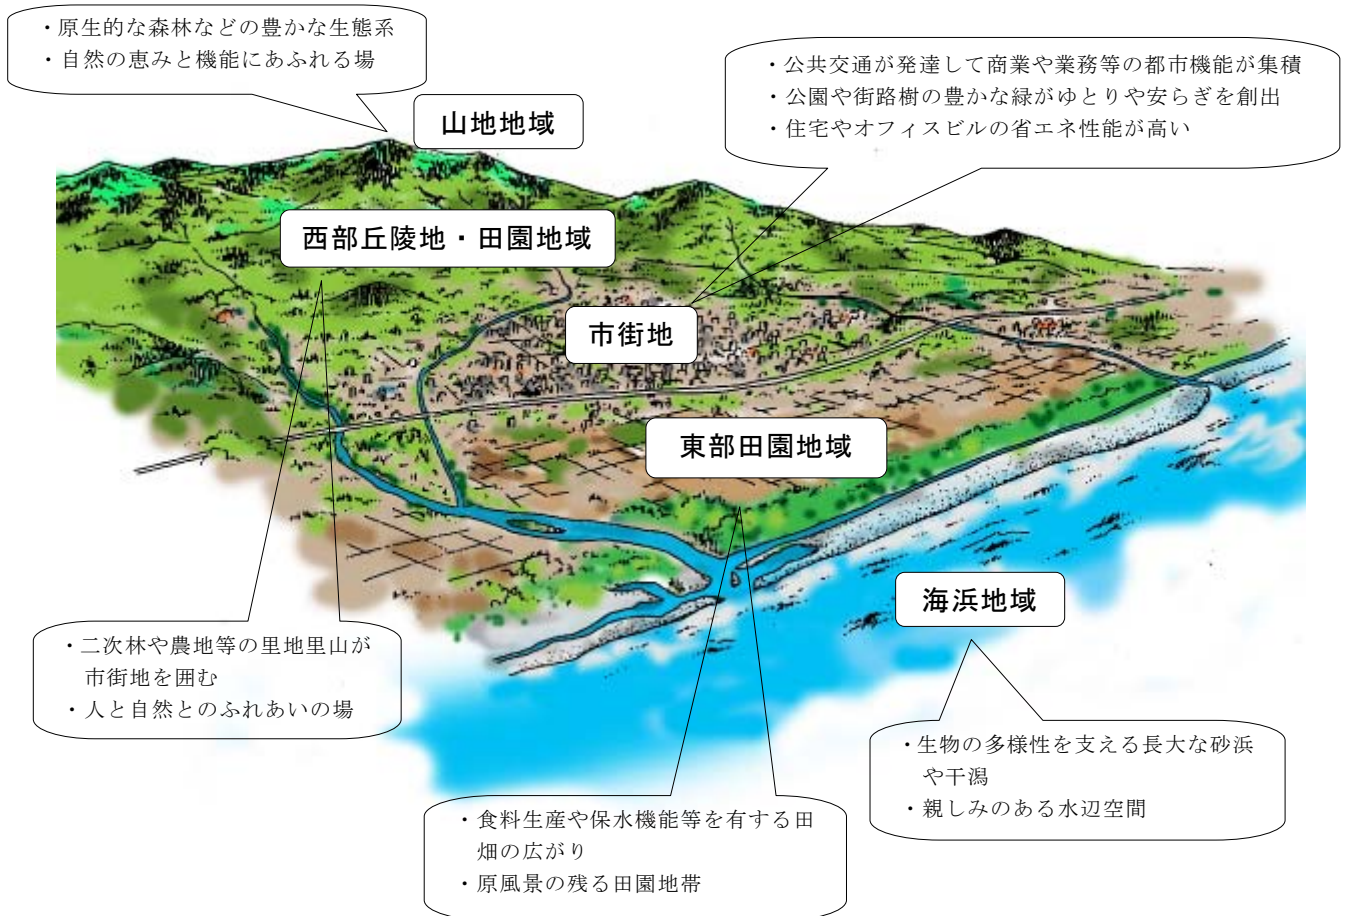 ・原生的な森林などの豊かな生態系
・自然の恵みと機能にあふれる場
山地地域
・公共交通が発達して商業や業務等の都市機能が集積
・公園や街路樹の豊かな緑がゆとりや安らぎを創出
・住宅やオフィスビルの省エネ性能が高い
西部丘陵地・田園地域
市街地
東部田園地域
海浜地域
・二次林や農地等の里地里山が
市街地を囲む
・人と自然とのふれあいの場
・生物の多様性を支える長大な砂浜
や干潟
・親しみのある水辺空間
・食料生産や保水機能等を有する田
畑の広がり
・原風景の残る田園地帯